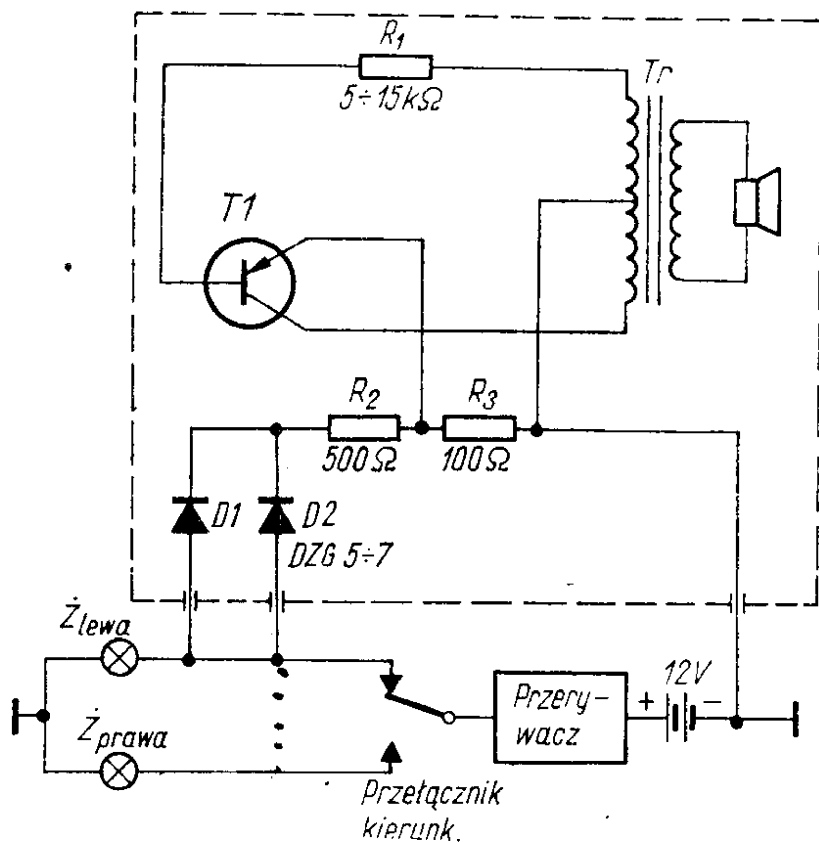 R1
5÷15kΩ
Tr
T1
R2
500Ω
R3
100Ω
D1
D2
DZG 5÷7
Żlewa
Żprawa
Przery-
wacz
+
12V
−
Przełącznik
kierunk.